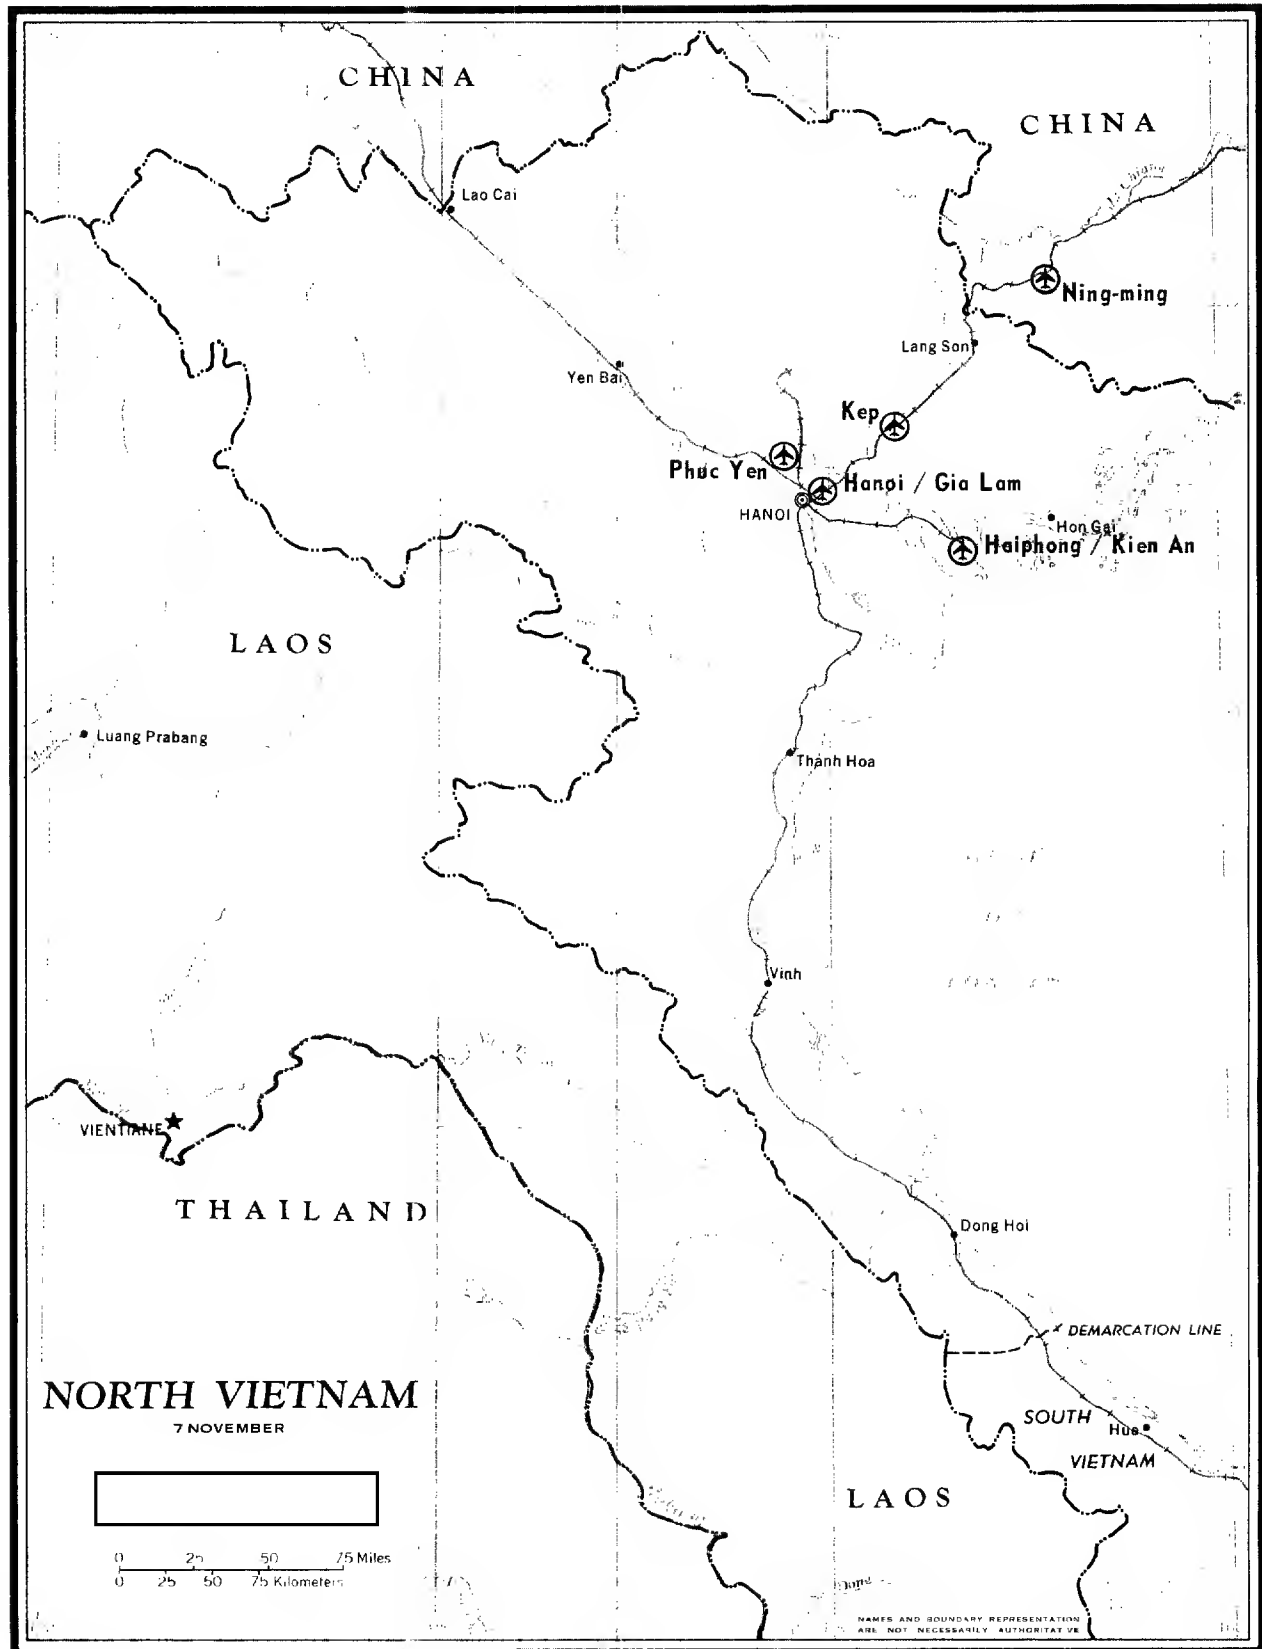 CHINA
CHINA
Lao Cai
Ning-ming
Lang Son
Yen Bai
Kep
Phuc Yen
Hanoi / Gia Lam
HANOI
Hon Gai
Haiphong / Kien An
LAOS
Luang Prabang
Thanh Hoa
Vinh
VIENTIANE
THAILAND
Dong Hoi
DEMARCATION LINE
NORTH VIETNAM
7 NOVEMBER
SOUTH
Hue
VIETNAM
LAOS
0 25 50 75 Miles
0 25 50 75 Kilometers
NAMES AND BOUNDARY REPRESENTATION
ARE NOT NECESSARILY AUTHORITATIVE